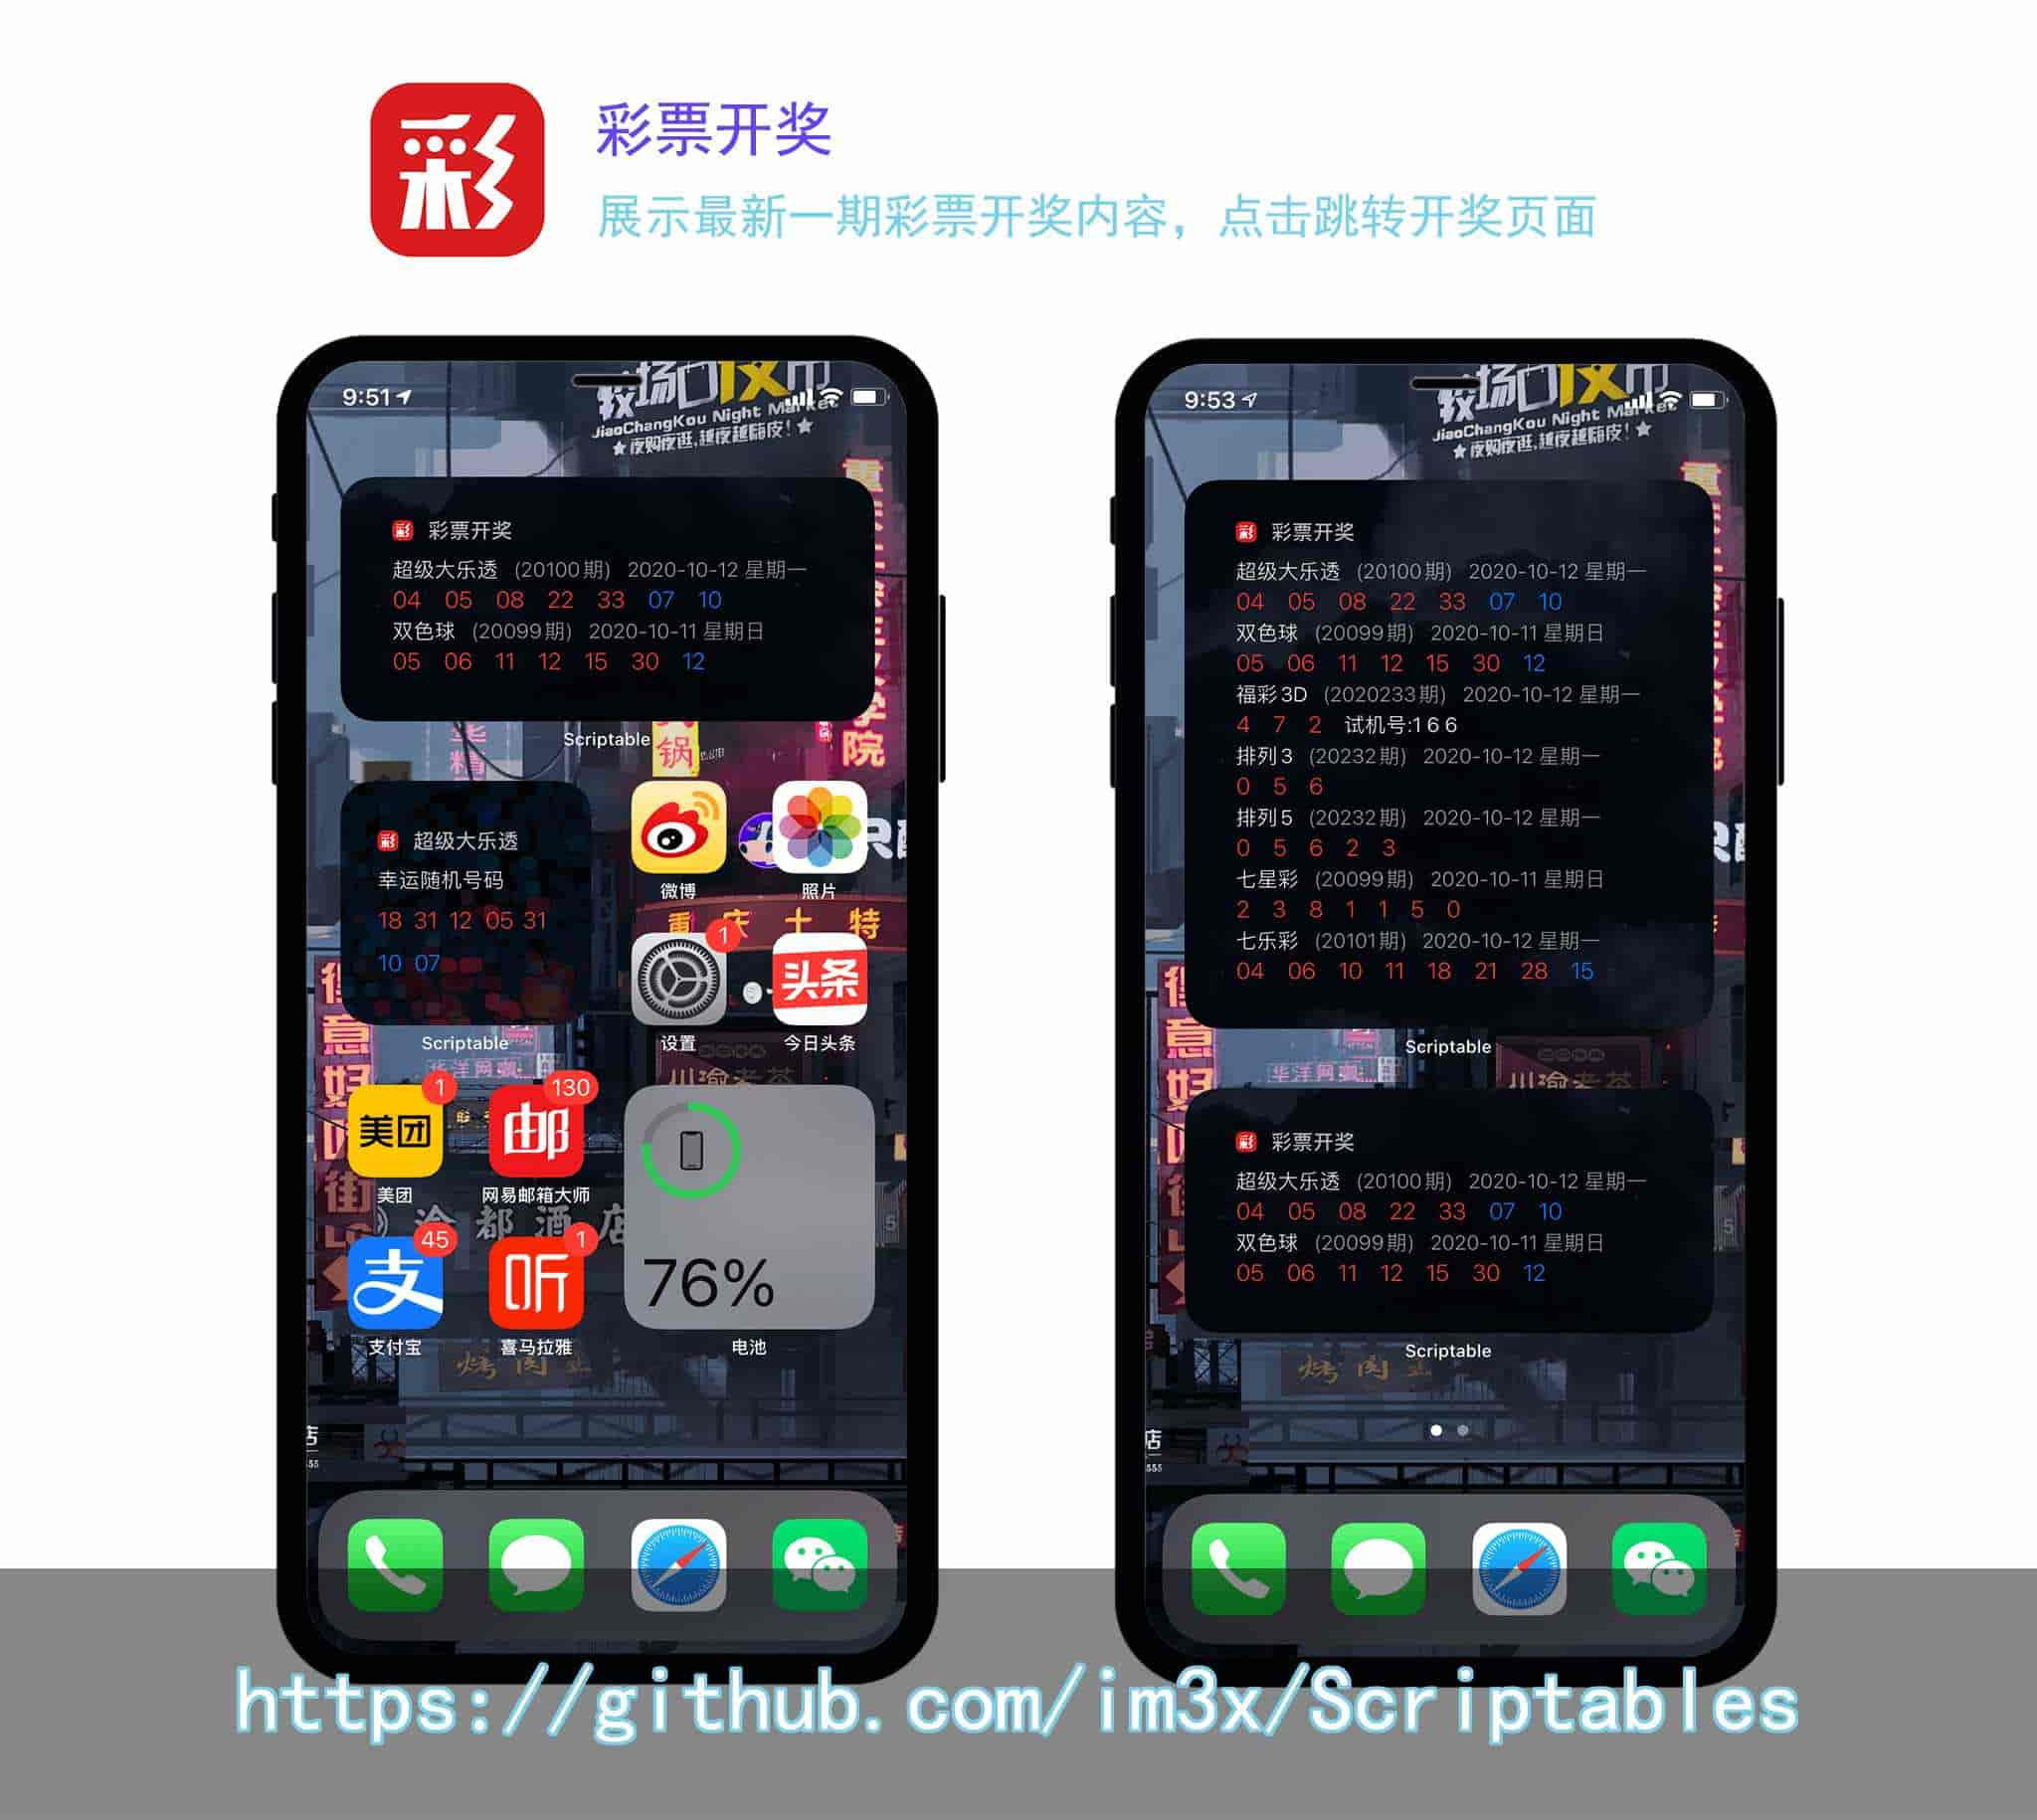 彩
彩票开奖
展示最新一期彩票开奖内容，点击跳转开奖页面
9:51
JiaoChangKou Night Market
夜购夜逛,越夜越嗨皮!
彩票开奖
超级大乐透 (20100期) 2020-10-12 星期一
04 05 08 22 33 07 10
双色球 (20099期) 2020-10-11 星期日
05 06 11 12 15 30 12
Scriptable
锅
学
院
超级大乐透
幸运随机号码
18 31 12 05 31
10 07
Scriptable
微博
照片
重庆土特
1
头条
设置
今日头条
1
美团
美团
130
邮
网易邮箱大师
渝都酒店
45
支
支付宝
1
听
喜马拉雅
76%
电池
意
好
街
9:53
JiaoChangKou Night Market
夜购夜逛,越夜越嗨皮!
彩票开奖
超级大乐透 (20100期) 2020-10-12 星期一
04 05 08 22 33 07 10
双色球 (20099期) 2020-10-11 星期日
05 06 11 12 15 30 12
福彩3D (2020233期) 2020-10-12 星期一
4 7 2 试机号:1 6 6
排列3 (20232期) 2020-10-12 星期一
0 5 6
排列5 (20232期) 2020-10-12 星期一
0 5 6 2 3
七星彩 (20099期) 2020-10-11 星期日
2 3 8 1 1 5 0
七乐彩 (20101期) 2020-10-12 星期一
04 06 10 11 18 21 28 15
Scriptable
彩票开奖
超级大乐透 (20100期) 2020-10-12 星期一
04 05 08 22 33 07 10
双色球 (20099期) 2020-10-11 星期日
05 06 11 12 15 30 12
Scriptable
意
好
街
https://github.com/im3x/Scriptables